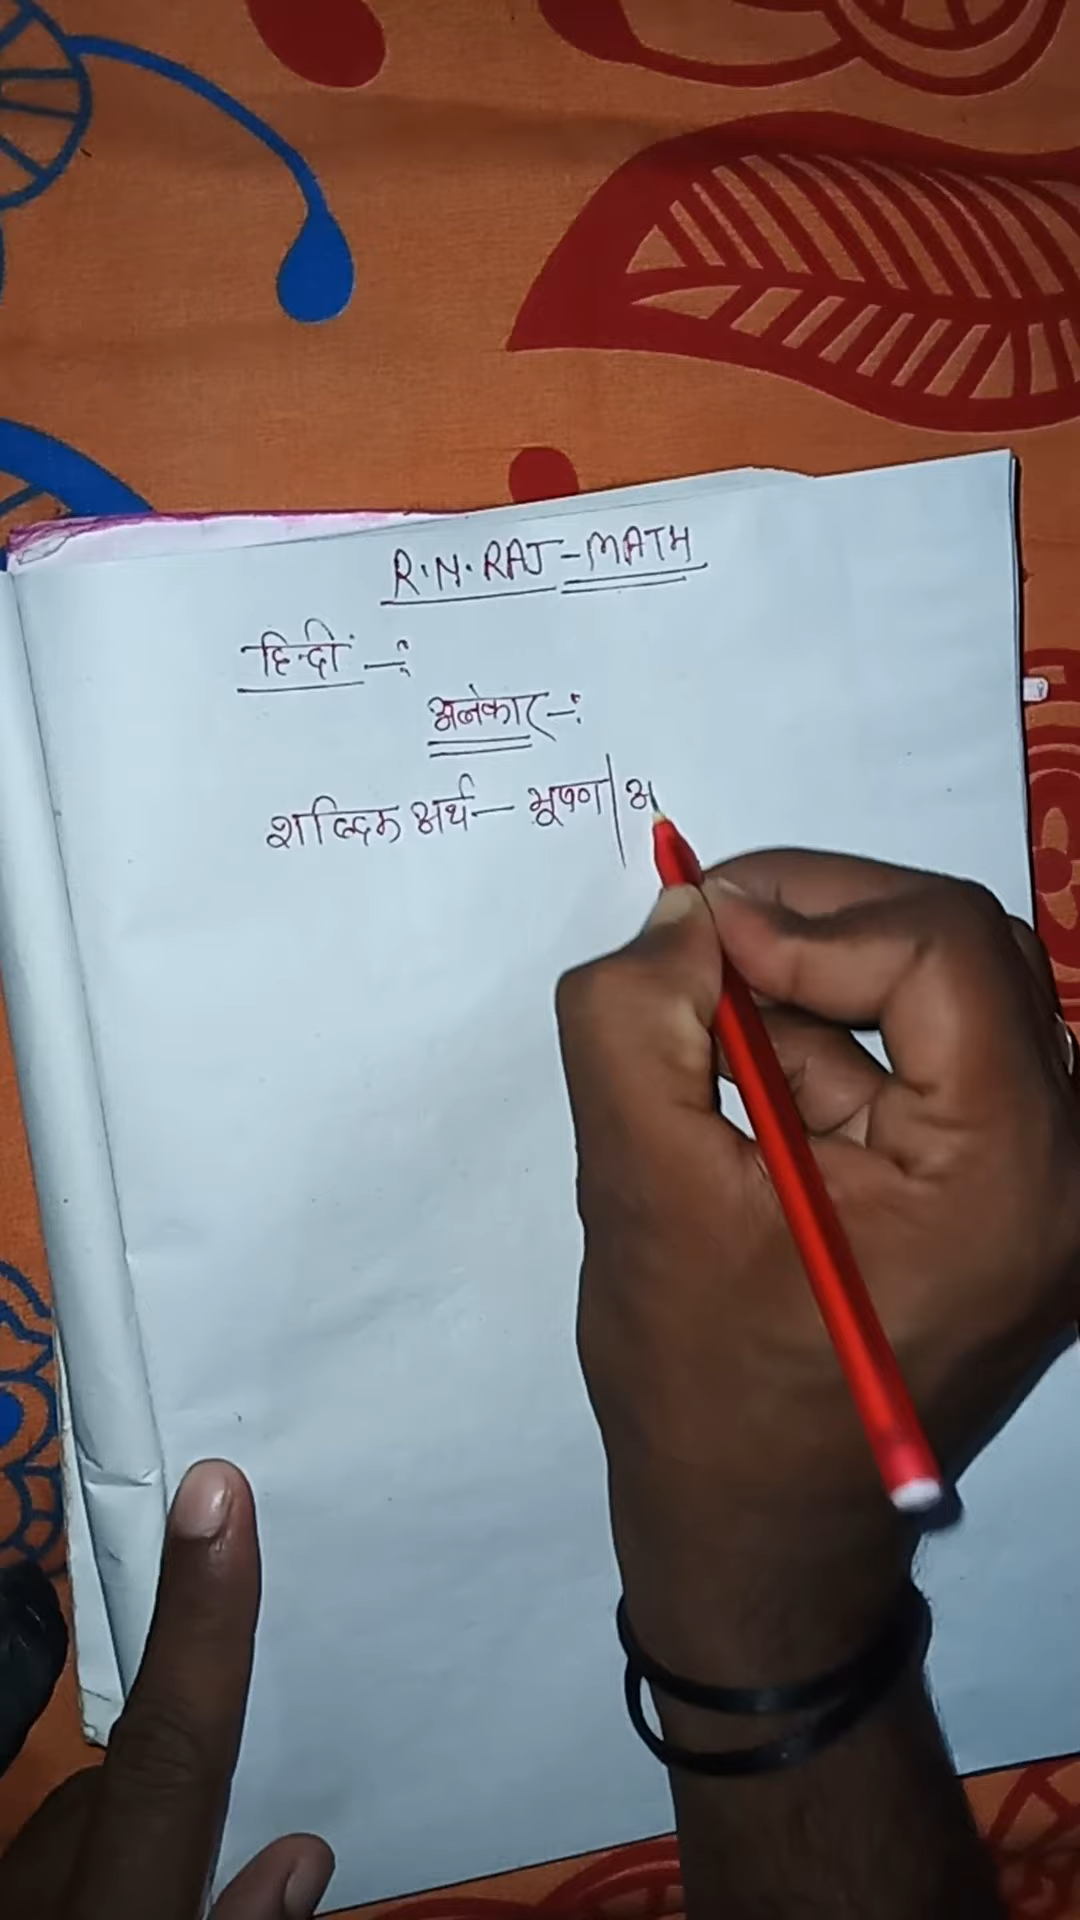 R.N.RAJ-MATH
हिन्दी -:
अलंकार -:
शाब्दिक अर्थ - भूषण | अ